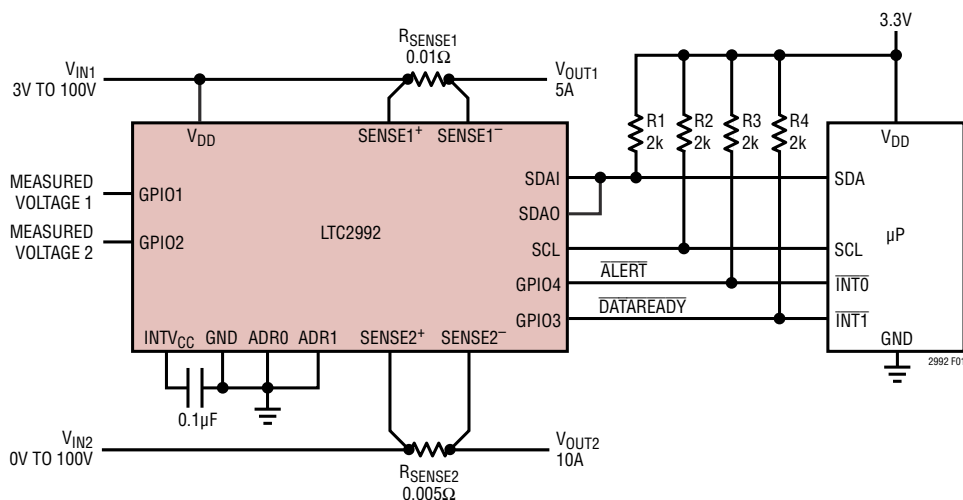 3.3V
RSENSE1
0.01Ω
VIN1
3V TO 100V
VOUT1
5A
R1
2k
R2
2k
R3
2k
R4
2k
VDD
SENSE1+
SENSE1–
VDD
MEASURED
VOLTAGE 1
GPIO1
SDAI
SDA
SDAO
MEASURED
VOLTAGE 2
GPIO2
LTC2992
µP
SCL
SCL
GPIO4
ALERT
INT0
GPIO3
DATAREADY
INT1
INTVCC
GND
ADR0
ADR1
SENSE2+
SENSE2–
GND
2992 F01
0.1µF
VIN2
0V TO 100V
VOUT2
10A
RSENSE2
0.005Ω